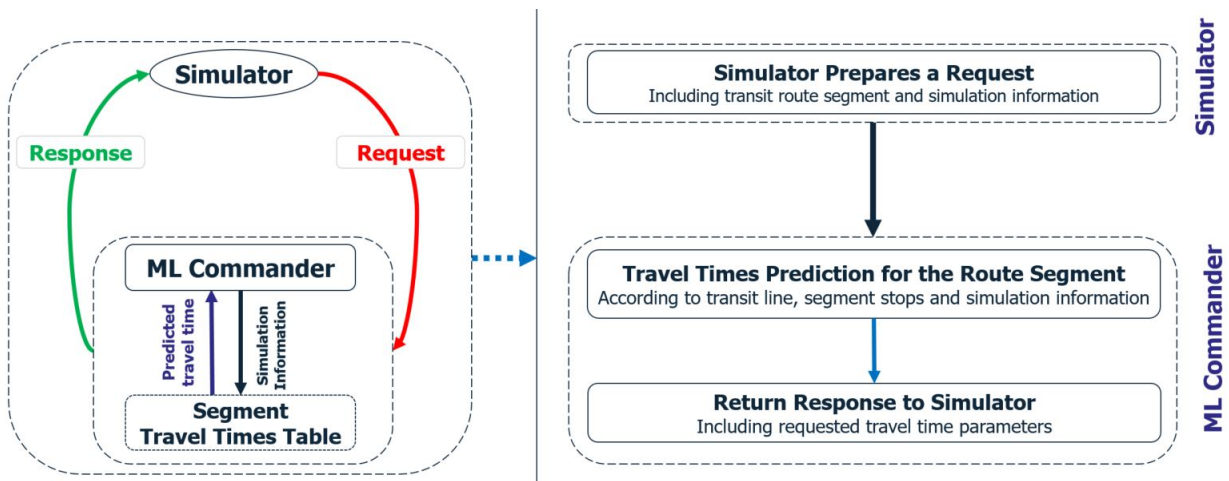 Simulator
Response
Request
ML Commander
Predicted
travel time
Simulation
Information
Segment
Travel Times Table
Simulator Prepares a Request
Including transit route segment and simulation information
Simulator
Travel Times Prediction for the Route Segment
According to transit line, segment stops and simulation information
Return Response to Simulator
Including requested travel time parameters
ML Commander